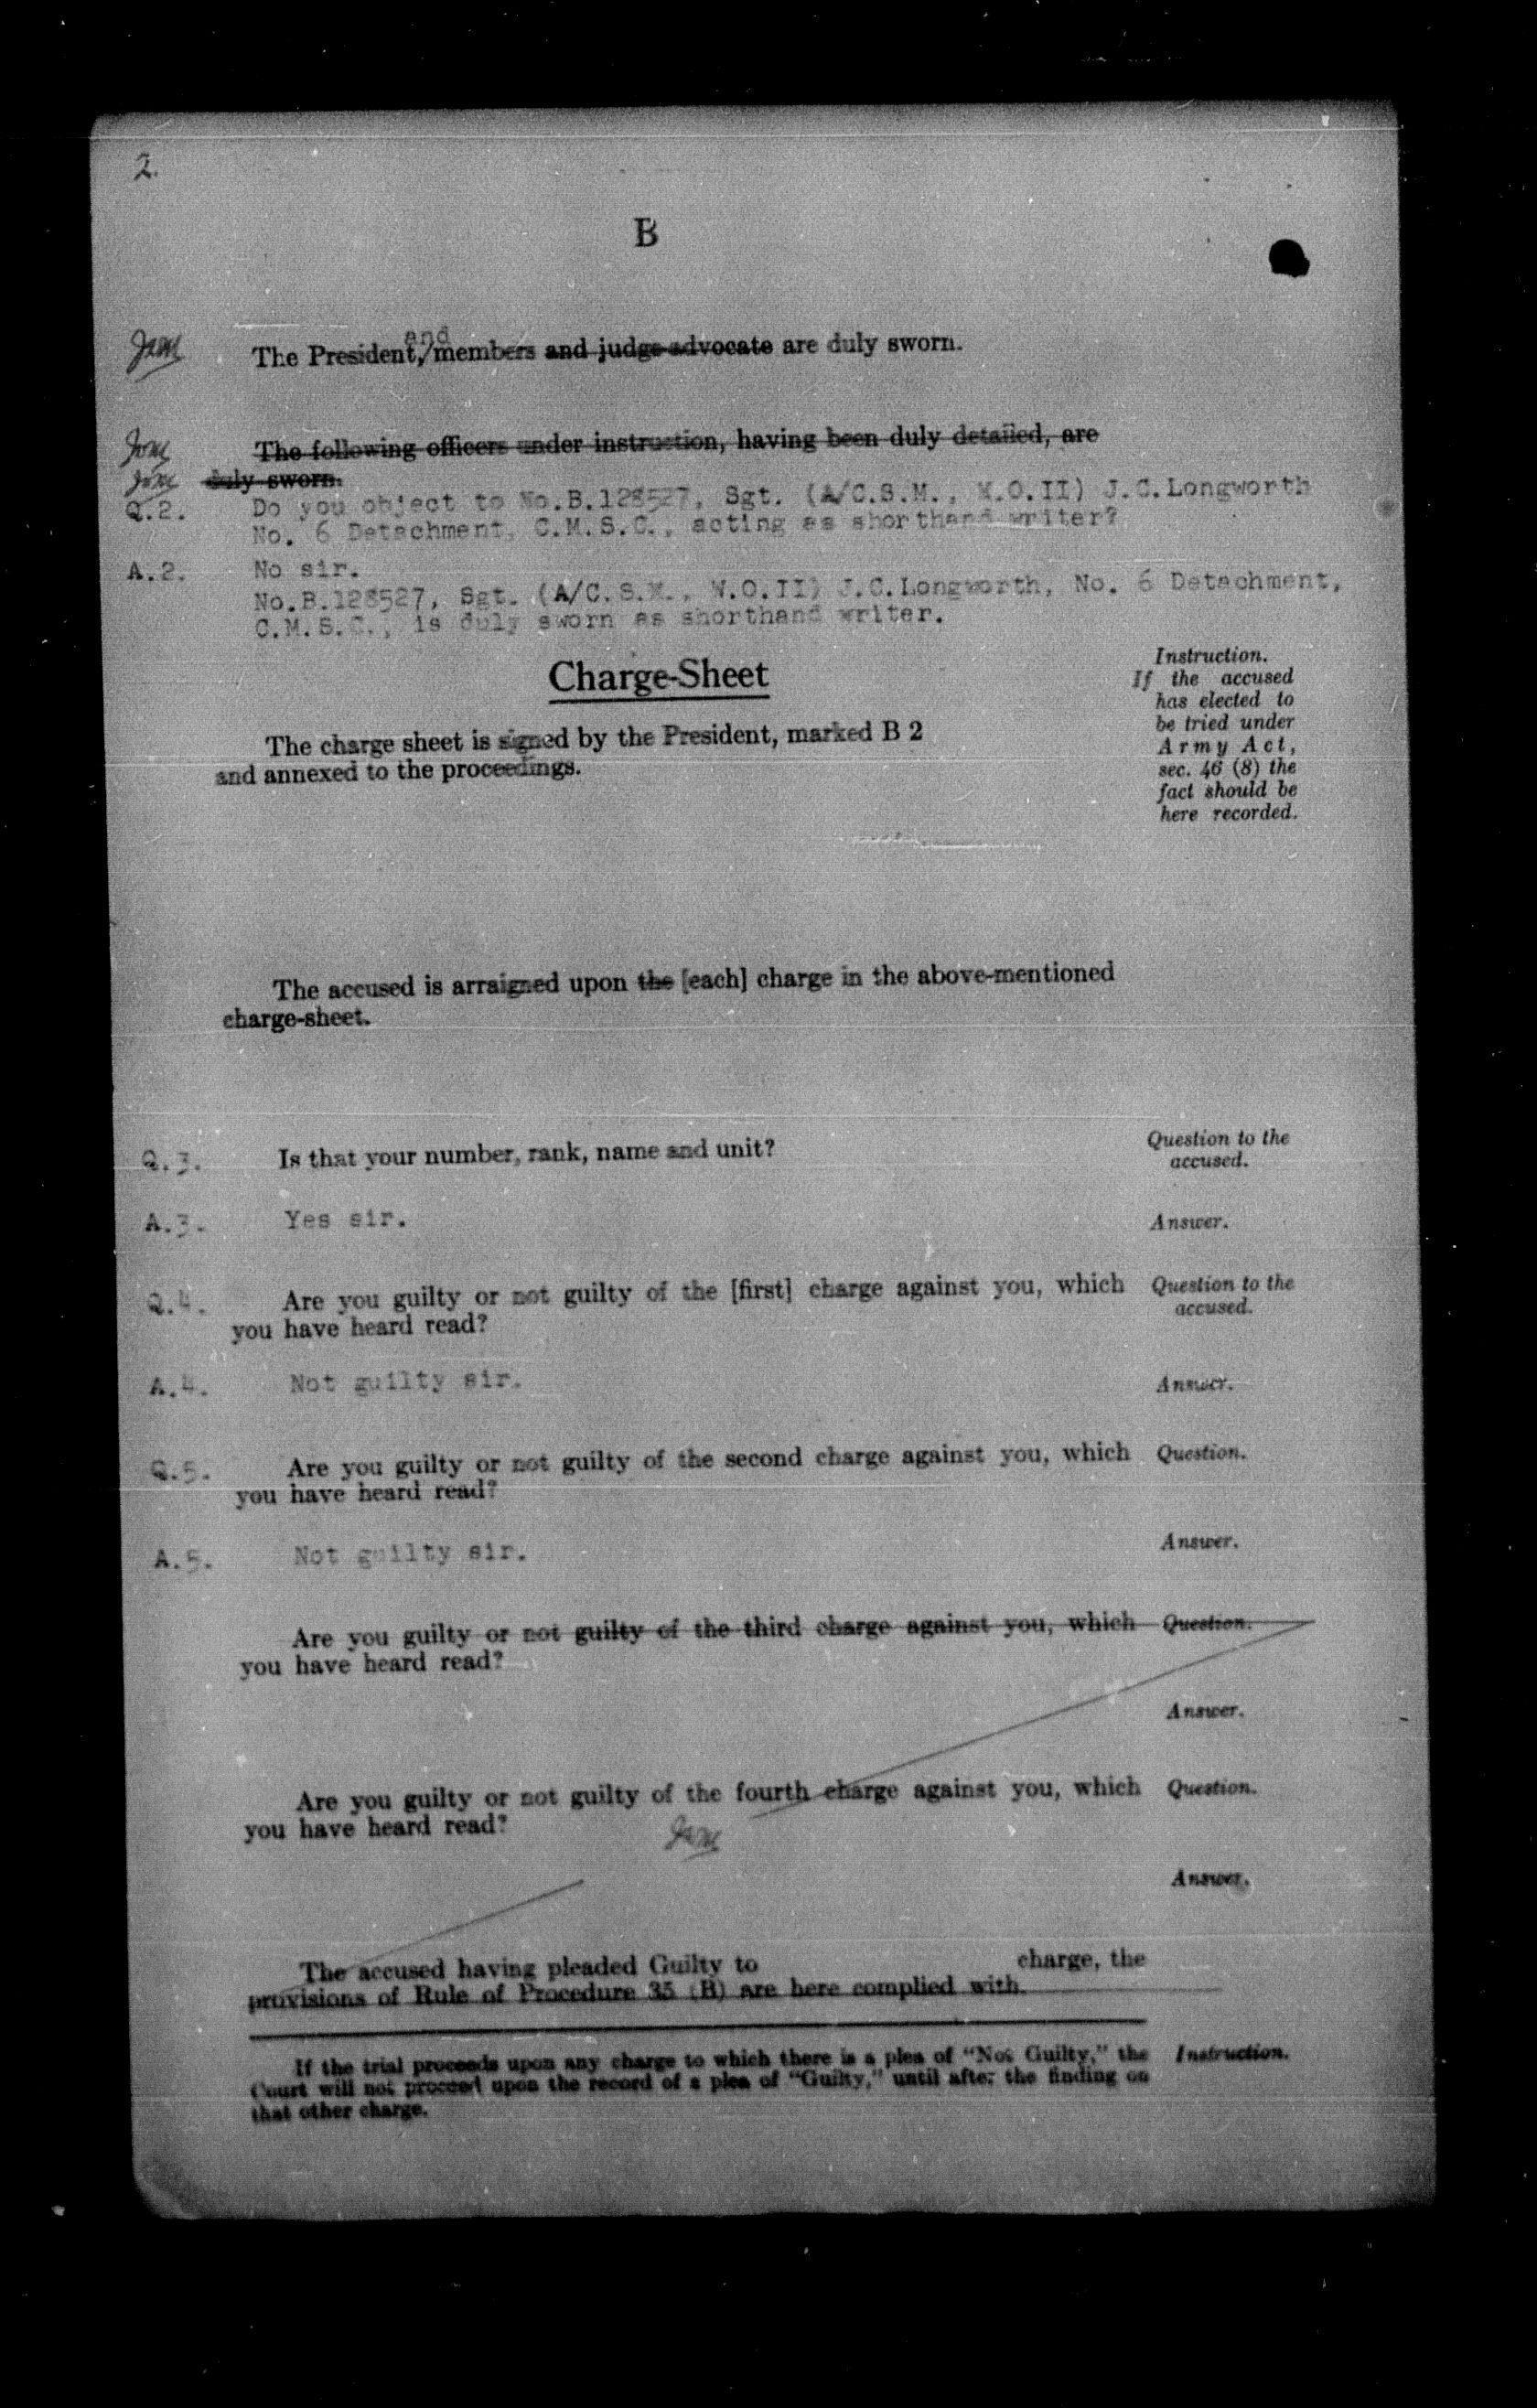 2.
B
and
The President,/members and judge-advocate are duly sworn.
The following officers under instruction, having been duly detailed, are
duly sworn.
Q.2. Do you object to No.B.128527, Sgt. (A/C.S.M., W.O.II) J.C.Longworth
No. 6 Detachment, C.M.S.C., acting as shorthand writer?
A.2. No sir.
No.B.128527, Sgt. (A/C.S.M., W.O.II) J.C.Longworth, No. 6 Detachment,
C.M.S.C., is duly sworn as shorthand writer.
Charge-Sheet
Instruction.
If the accused
has elected to
be tried under
Army Act,
sec. 46 (8) the
fact should be
here recorded.
The charge sheet is signed by the President, marked B 2
and annexed to the proceedings.
The accused is arraigned upon the [each] charge in the above-mentioned
charge-sheet.
Q.3. Is that your number, rank, name and unit? Question to the
accused.
A.3. Yes sir. Answer.
Q.4. Are you guilty or not guilty of the [first] charge against you, which Question to the
you have heard read? accused.
A.4. Not guilty sir. Answer.
Q.5. Are you guilty or not guilty of the second charge against you, which Question.
you have heard read?
A.5. Not guilty sir. Answer.
Are you guilty or not guilty of the third charge against you, which Question.
you have heard read?
Answer.
Are you guilty or not guilty of the fourth charge against you, which Question.
you have heard read?
Answer.
The accused having pleaded Guilty to charge, the
provisions of Rule of Procedure 35 (B) are here complied with.
If the trial proceeds upon any charge to which there is a plea of "Not Guilty," the Instruction.
Court will not proceed upon the record of a plea of "Guilty," until after the finding on
that other charge.